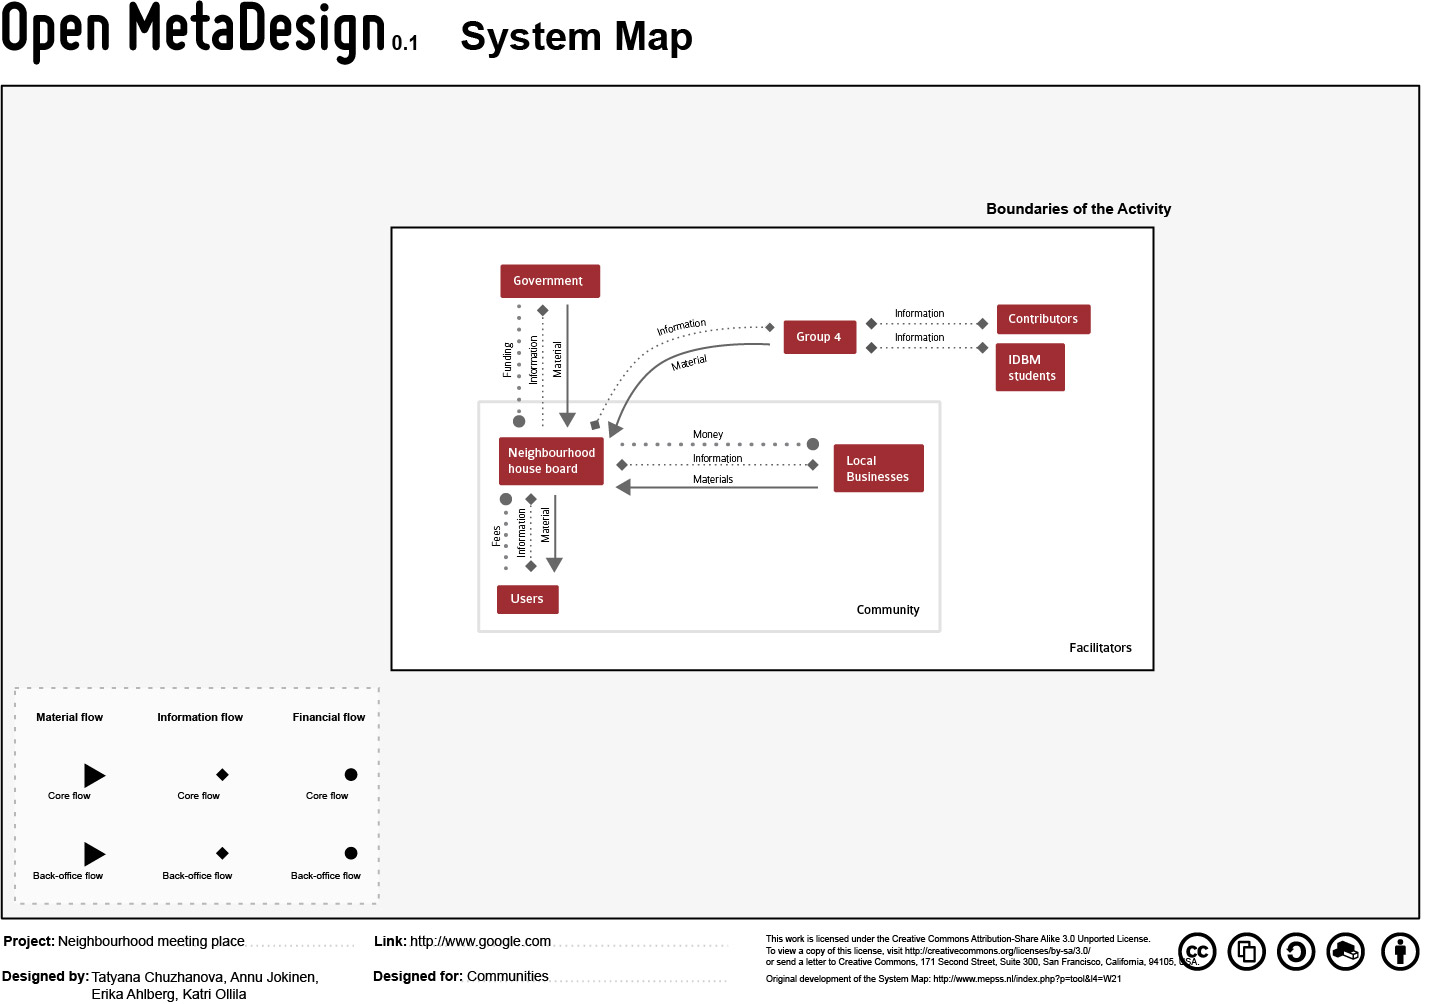 Open MetaDesign 0.1 System Map
Boundaries of the Activity
Government
Funding
Information
Material
Information
Material
Group 4
Information
Information
Contributors
IDBM
students
Neighbourhood
house board
Money
Information
Materials
Local
Businesses
Fees
Information
Material
Users
Community
Facilitators
Material flow Information flow Financial flow
Core flow Core flow Core flow
Back-office flow Back-office flow Back-office flow
Project: Neighbourhood meeting place
Designed by: Tatyana Chuzhanova, Annu Jokinen,
Erika Ahlberg, Katri Ollila
Link: http://www.google.com
Designed for: Communities
This work is licensed under the Creative Commons Attribution-Share Alike 3.0 Unported License.
To view a copy of this license, visit http://creativecommons.org/licenses/by-sa/3.0/
or send a letter to Creative Commons, 171 Second Street, Suite 300, San Francisco, California, 94105, USA.
Original development of the System Map: http://www.mepss.nl/index.php?p=tool&l4=W21
cc